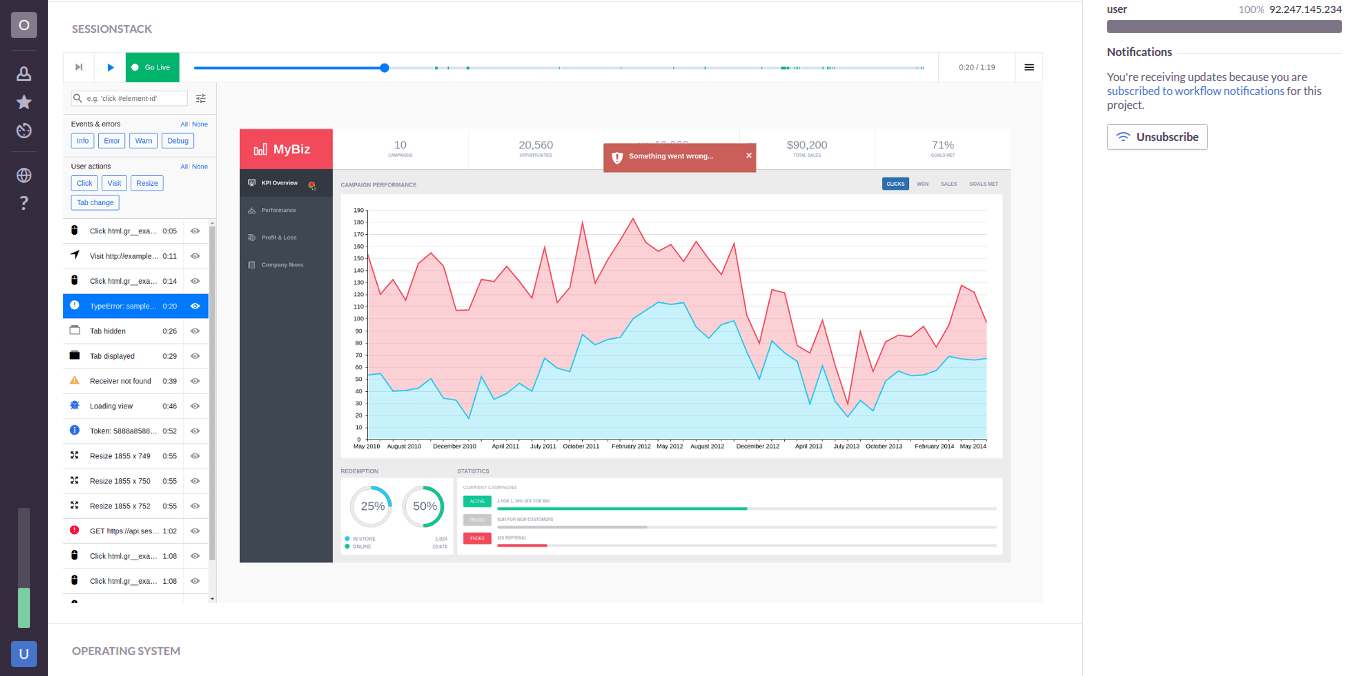 O
?
U
SESSIONSTACK
Go Live
0:20 / 1:19
e.g. 'click #element-id'
Events & errors All None
Info Error Warn Debug
User actions All None
Click Visit Resize
Tab change
Click html.gr__exa... 0:05
Visit http://example... 0:11
Click html.gr__exa... 0:14
TypeError: sample... 0:20
Tab hidden 0:26
Tab displayed 0:29
Receiver not found 0:39
Loading view 0:46
Token: 5888a8588... 0:52
Resize 1855 x 749 0:55
Resize 1855 x 750 0:55
Resize 1855 x 752 0:55
GET https://api.ses... 1:02
Click html.gr__exa... 1:08
Click html.gr__exa... 1:08
MyBiz
KPI Overview
Performance
Profit & Loss
Company News
10 20,560 $90,200 71%
CAMPAIGNS OPPORTUNITIES TOTAL SALES GOALS MET
Something went wrong... ×
CAMPAIGN PERFORMANCE CLICKS WON SALES GOALS MET
190
180
170
160
150
140
130
120
110
100
90
80
70
60
50
40
30
20
10
0
May 2010 August 2010 December 2010 April 2011 July 2011 October 2011 February 2012 May 2012 August 2012 December 2012 April 2013 July 2013 October 2013 February 2014 May 2014
REDEMPTION STATISTICS
25% 50%
IN STORE
ONLINE
CURRENT CAMPAIGNS
ACTIVE
FOR NEW CUSTOMERS
ENDED REFERRAL
OPERATING SYSTEM
user 100% 92.247.145.234
Notifications
You're receiving updates because you are
subscribed to workflow notifications for this
project.
Unsubscribe